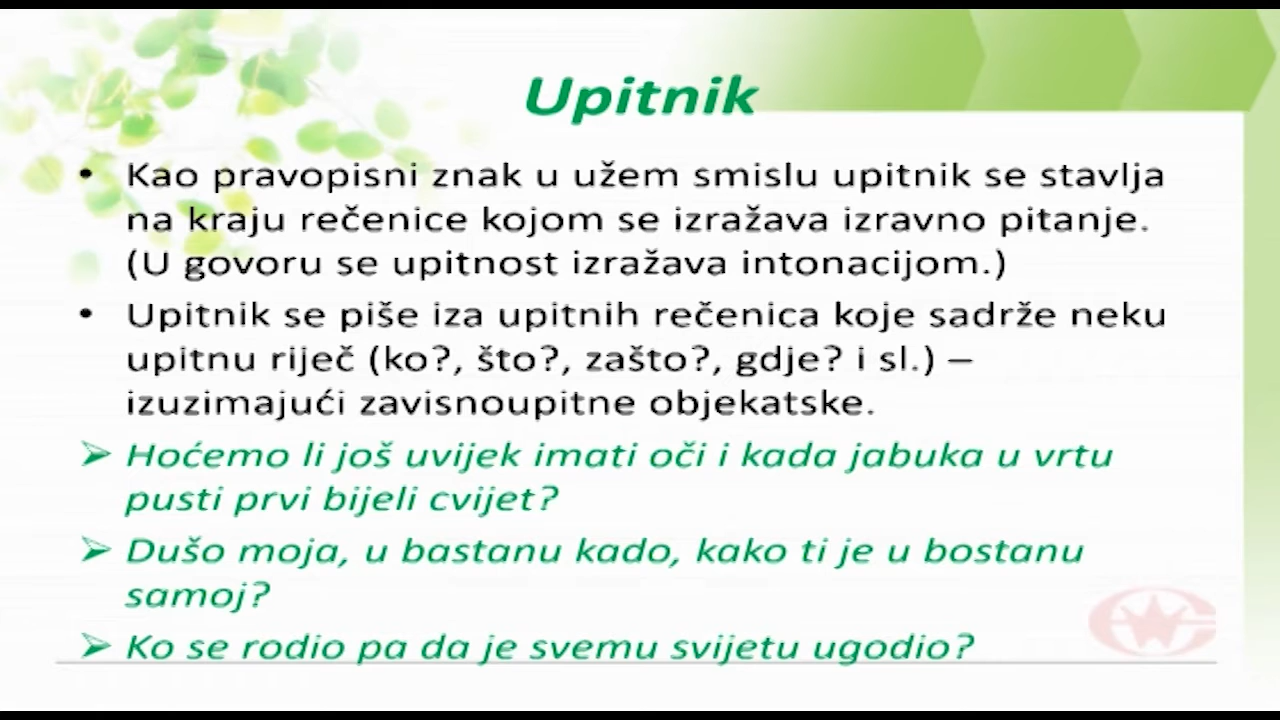 Upitnik
• Kao pravopisni znak u užem smislu upitnik se stavlja
na kraju rečenice kojom se izražava izravno pitanje.
(U govoru se upitnost izražava intonacijom.)
• Upitnik se piše iza upitnih rečenica koje sadrže neku
upitnu riječ (ko?, što?, zašto?, gdje? i sl.) –
izuzimajući zavisnoupitne objekatske.
➢ Hoćemo li još uvijek imati oči i kada jabuka u vrtu
pusti prvi bijeli cvijet?
➢ Dušo moja, u bastanu kado, kako ti je u bostanu
samoj?
➢ Ko se rodio pa da je svemu svijetu ugodio?